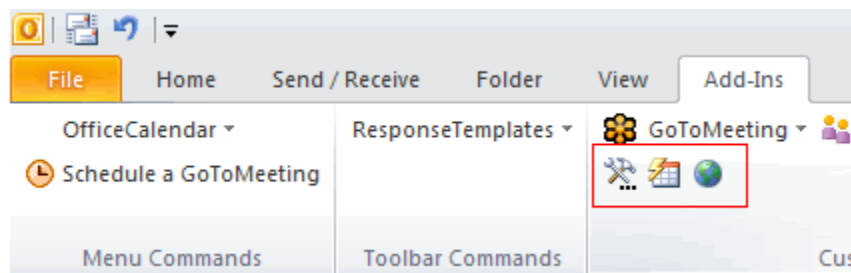 File Home Send / Receive Folder View Add-Ins
OfficeCalendar ResponseTemplates GoToMeeting
Schedule a GoToMeeting
Menu Commands Toolbar Commands